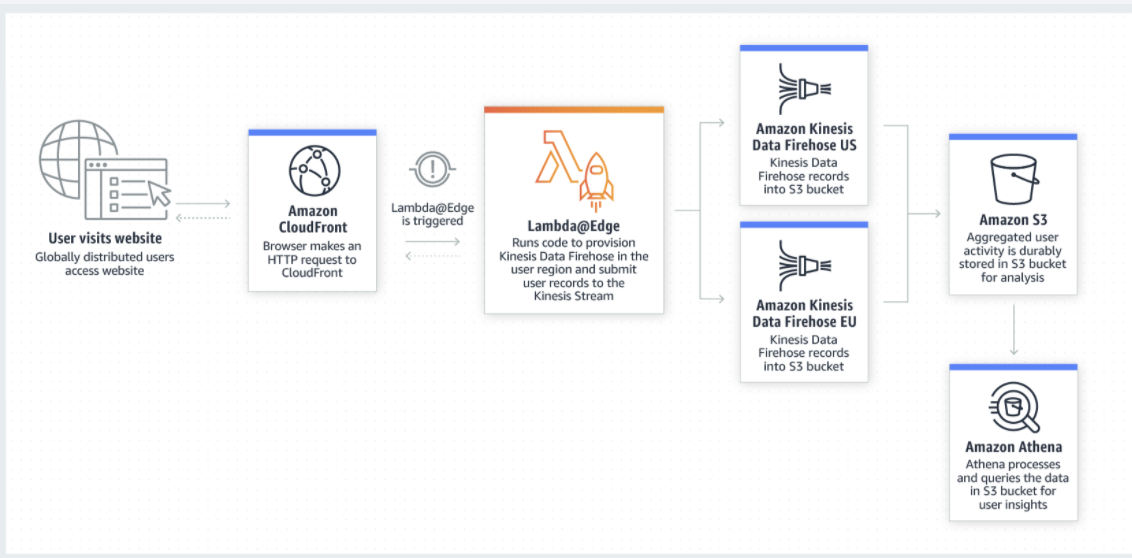 User visits website
Globally distributed users
access website
Amazon
CloudFront
Browser makes an
HTTP request to
CloudFront
Lambda@Edge
is triggered
Lambda@Edge
Runs code to provision
Kinesis Data Firehose in the
user region and submit
user records to the
Kinesis Stream
Amazon Kinesis
Data Firehose US
Kinesis Data
Firehose records
into S3 bucket
Amazon Kinesis
Data Firehose EU
Kinesis Data
Firehose records
into S3 bucket
Amazon S3
Aggregated user
activity is durably
stored in S3 bucket
for analysis
Amazon Athena
Athena processes
and queries the data
in S3 bucket for
user insights